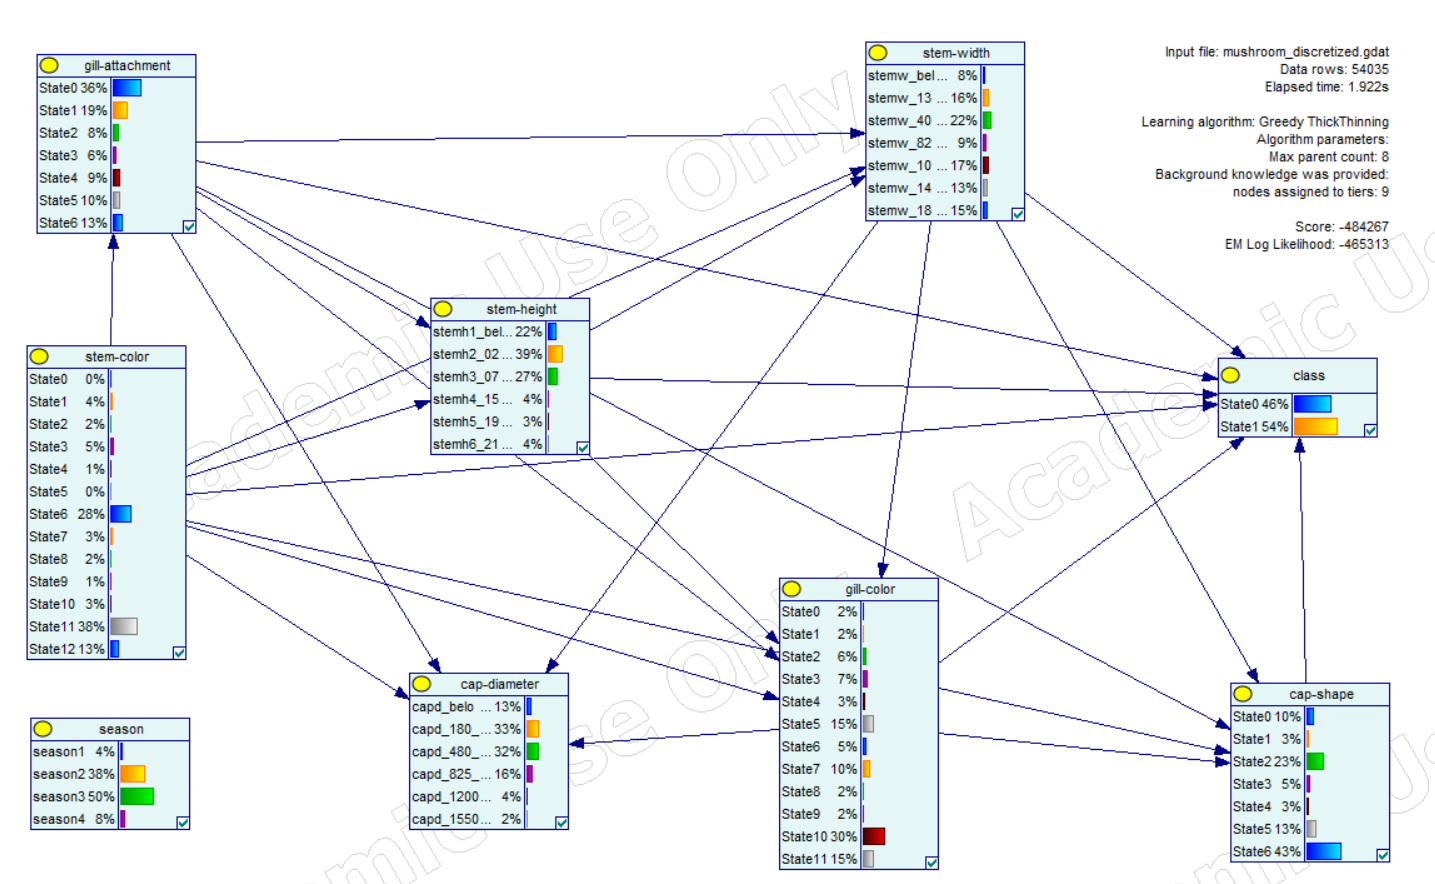 gill-attachment
State0 36%
State1 19%
State2 8%
State3 6%
State4 9%
State5 10%
State6 13%
stem-width
stemw_bel... 8%
stemw_13 ... 16%
stemw_40 ... 22%
stemw_82 ... 9%
stemw_10 ... 17%
stemw_14 ... 13%
stemw_18 ... 15%
Input file: mushroom_discretized.gdat
Data rows: 54035
Elapsed time: 1.922s
Learning algorithm: Greedy ThickThinning
Algorithm parameters:
Max parent count: 8
Background knowledge was provided:
nodes assigned to tiers: 9
Score: -484267
EM Log Likelihood: -465313
stem-height
stemh1_bel... 22%
stemh2_02 ... 39%
stemh3_07 ... 27%
stemh4_15... 4%
stemh5_19... 3%
stemh6_21... 4%
stem-color
State0 0%
State1 4%
State2 2%
State3 5%
State4 1%
State5 0%
State6 28%
State7 3%
State8 2%
State9 1%
State10 3%
State11 38%
State12 13%
class
State0 46%
State1 54%
gill-color
State0 2%
State1 2%
State2 6%
State3 7%
State4 3%
State5 15%
State6 5%
State7 10%
State8 2%
State9 2%
State10 30%
State11 15%
cap-diameter
capd_belo ... 13%
capd_180_... 33%
capd_480_... 32%
capd_825_... 16%
capd_1200... 4%
capd_1550... 2%
cap-shape
State0 10%
State1 3%
State2 23%
State3 5%
State4 3%
State5 13%
State6 43%
season
season1 4%
season2 38%
season3 50%
season4 8%
Academic Use Only
Academic Us